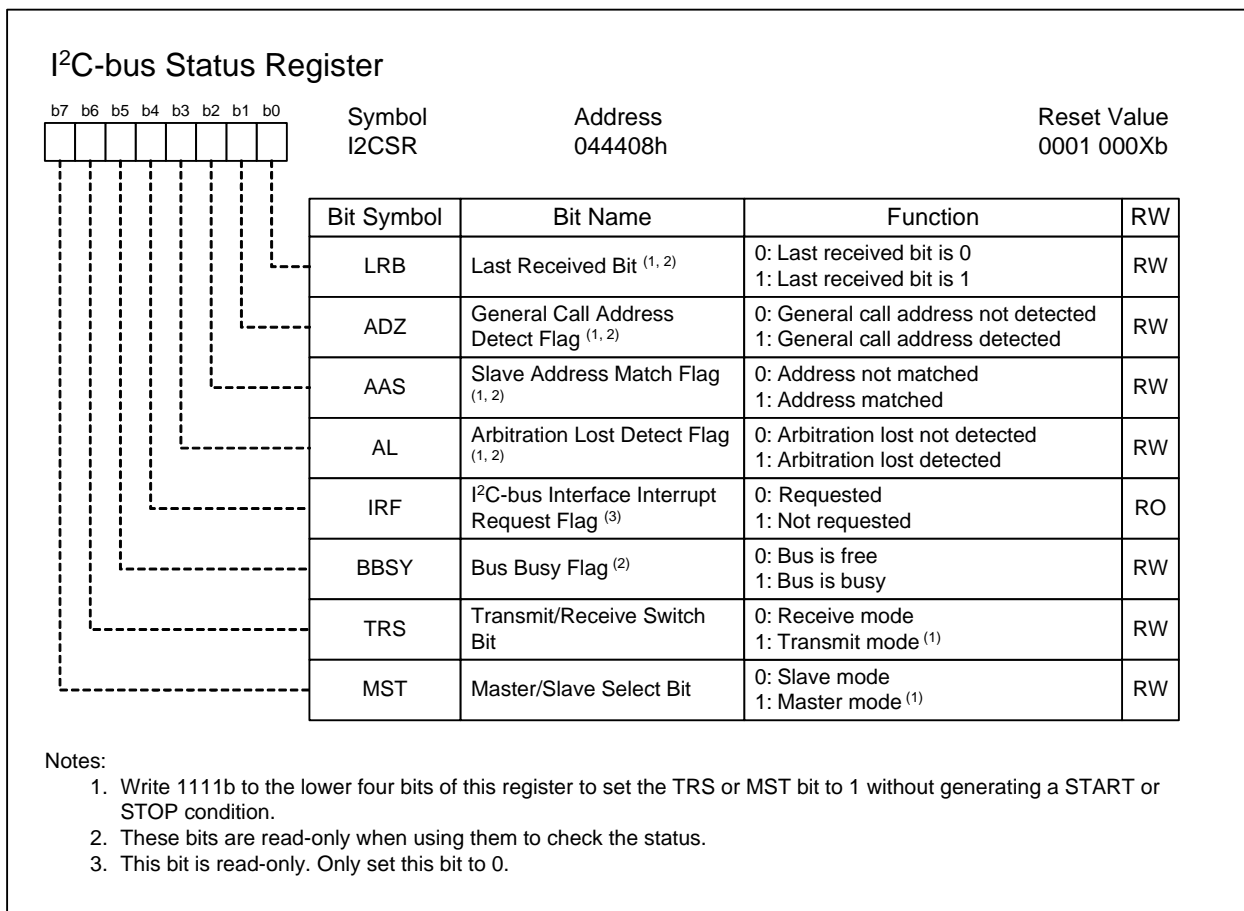 I²C-bus Status Register
b7 b6 b5 b4 b3 b2 b1 b0
Symbol Address Reset Value
I2CSR 044408h 0001 000Xb
Bit Symbol Bit Name Function RW
LRB Last Received Bit (1, 2) 0: Last received bit is 0 RW
1: Last received bit is 1
ADZ General Call Address 0: General call address not detected RW
Detect Flag (1, 2) 1: General call address detected
AAS Slave Address Match Flag 0: Address not matched RW
(1, 2) 1: Address matched
AL Arbitration Lost Detect Flag 0: Arbitration lost not detected RW
(1, 2) 1: Arbitration lost detected
IRF I²C-bus Interface Interrupt 0: Requested RO
Request Flag (3) 1: Not requested
BBSY Bus Busy Flag (2) 0: Bus is free RW
1: Bus is busy
TRS Transmit/Receive Switch 0: Receive mode RW
Bit 1: Transmit mode (1)
MST Master/Slave Select Bit 0: Slave mode RW
1: Master mode (1)
Notes:
1. Write 1111b to the lower four bits of this register to set the TRS or MST bit to 1 without generating a START or
STOP condition.
2. These bits are read-only when using them to check the status.
3. This bit is read-only. Only set this bit to 0.